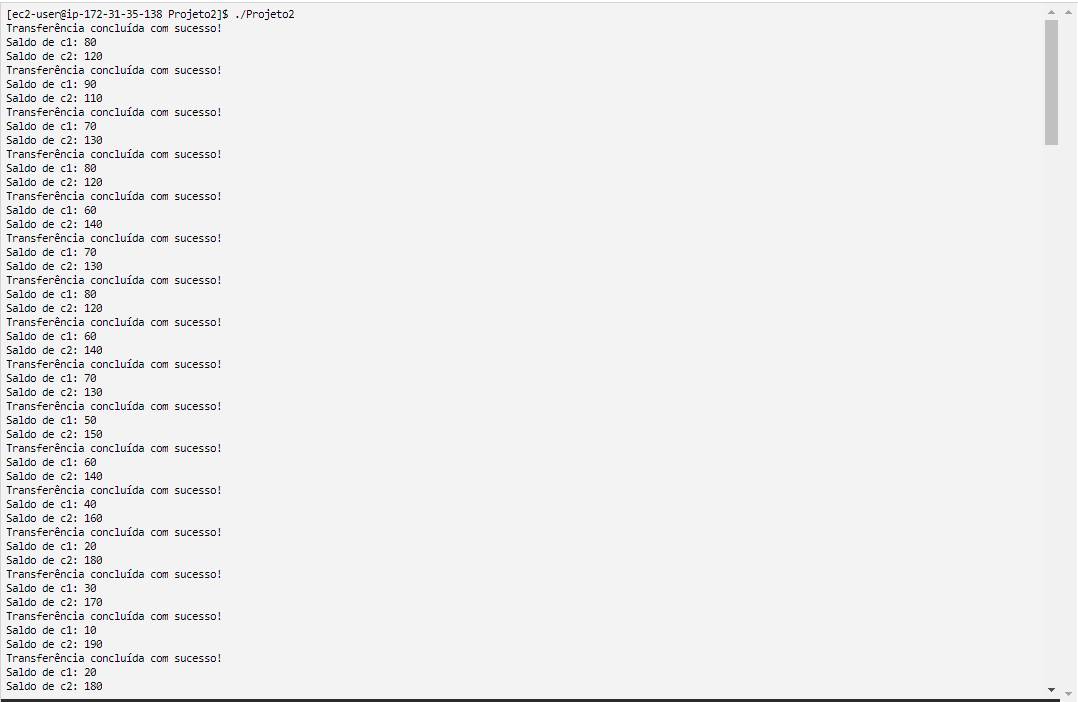 [ec2-user@ip-172-31-35-138 Projeto2]$ ./Projeto2
Transferência concluída com sucesso!
Saldo de c1: 80
Saldo de c2: 120
Transferência concluída com sucesso!
Saldo de c1: 90
Saldo de c2: 110
Transferência concluída com sucesso!
Saldo de c1: 70
Saldo de c2: 130
Transferência concluída com sucesso!
Saldo de c1: 80
Saldo de c2: 120
Transferência concluída com sucesso!
Saldo de c1: 60
Saldo de c2: 140
Transferência concluída com sucesso!
Saldo de c1: 70
Saldo de c2: 130
Transferência concluída com sucesso!
Saldo de c1: 80
Saldo de c2: 120
Transferência concluída com sucesso!
Saldo de c1: 60
Saldo de c2: 140
Transferência concluída com sucesso!
Saldo de c1: 70
Saldo de c2: 130
Transferência concluída com sucesso!
Saldo de c1: 50
Saldo de c2: 150
Transferência concluída com sucesso!
Saldo de c1: 60
Saldo de c2: 140
Transferência concluída com sucesso!
Saldo de c1: 40
Saldo de c2: 160
Transferência concluída com sucesso!
Saldo de c1: 20
Saldo de c2: 180
Transferência concluída com sucesso!
Saldo de c1: 30
Saldo de c2: 170
Transferência concluída com sucesso!
Saldo de c1: 10
Saldo de c2: 190
Transferência concluída com sucesso!
Saldo de c1: 20
Saldo de c2: 180